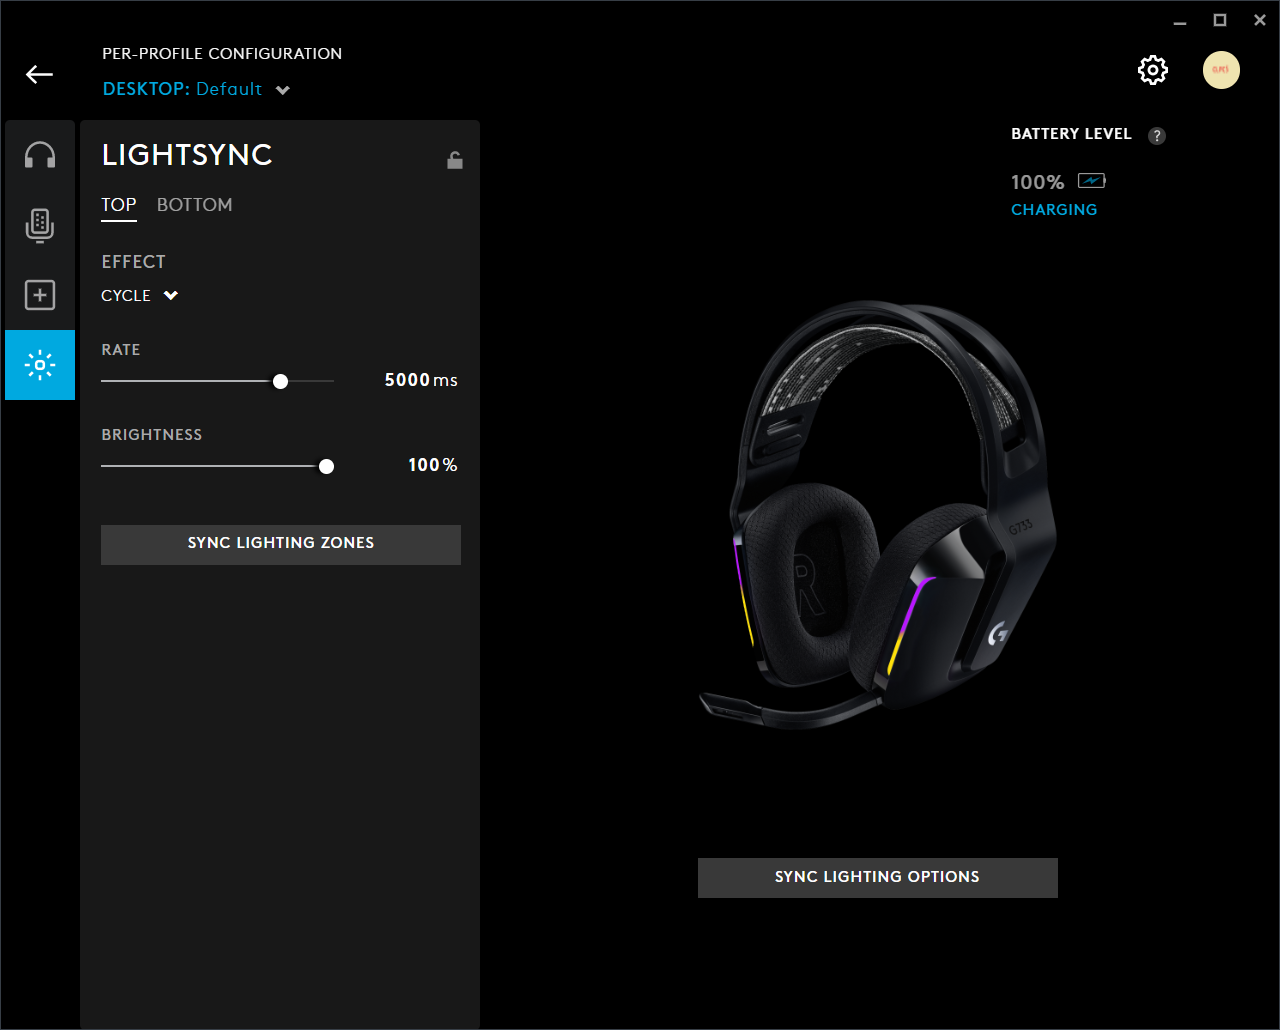 PER-PROFILE CONFIGURATION
DESKTOP: Default
LIGHTSYNC
TOP BOTTOM
EFFECT
CYCLE
RATE
5000 ms
BRIGHTNESS
100 %
SYNC LIGHTING ZONES
BATTERY LEVEL ?
100%
CHARGING
G733
R
G
SYNC LIGHTING OPTIONS